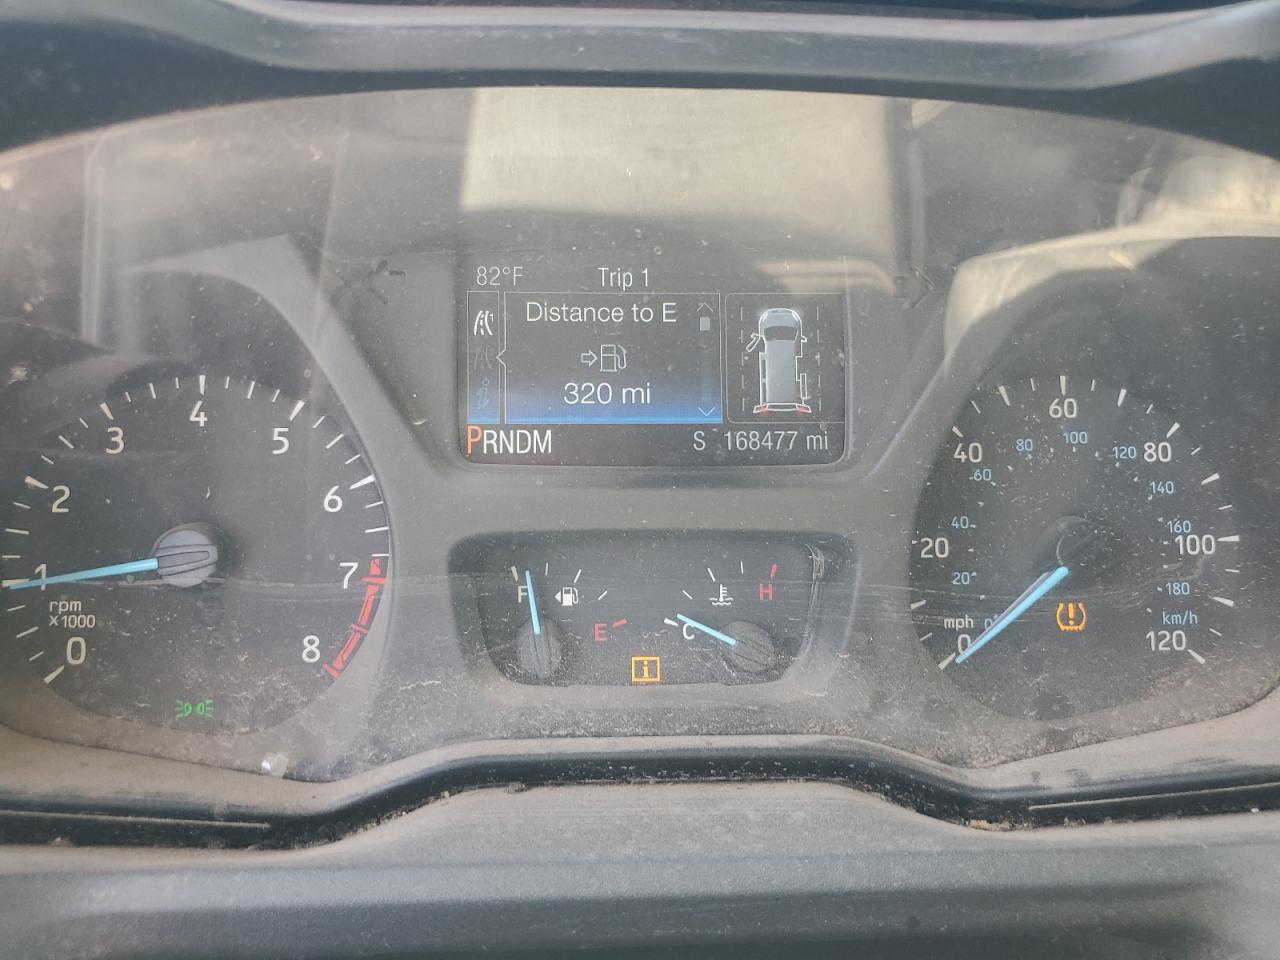 82°F Trip 1
Distance to E
320 mi
PRNDM S 168477 mi
0 1 2 3 4 5 6 7 8
rpm
x1000
F E
i
C H
0 20 40 60 80 100 120
mph
0 20 40 60 80 100 120 140 160 180
km/h